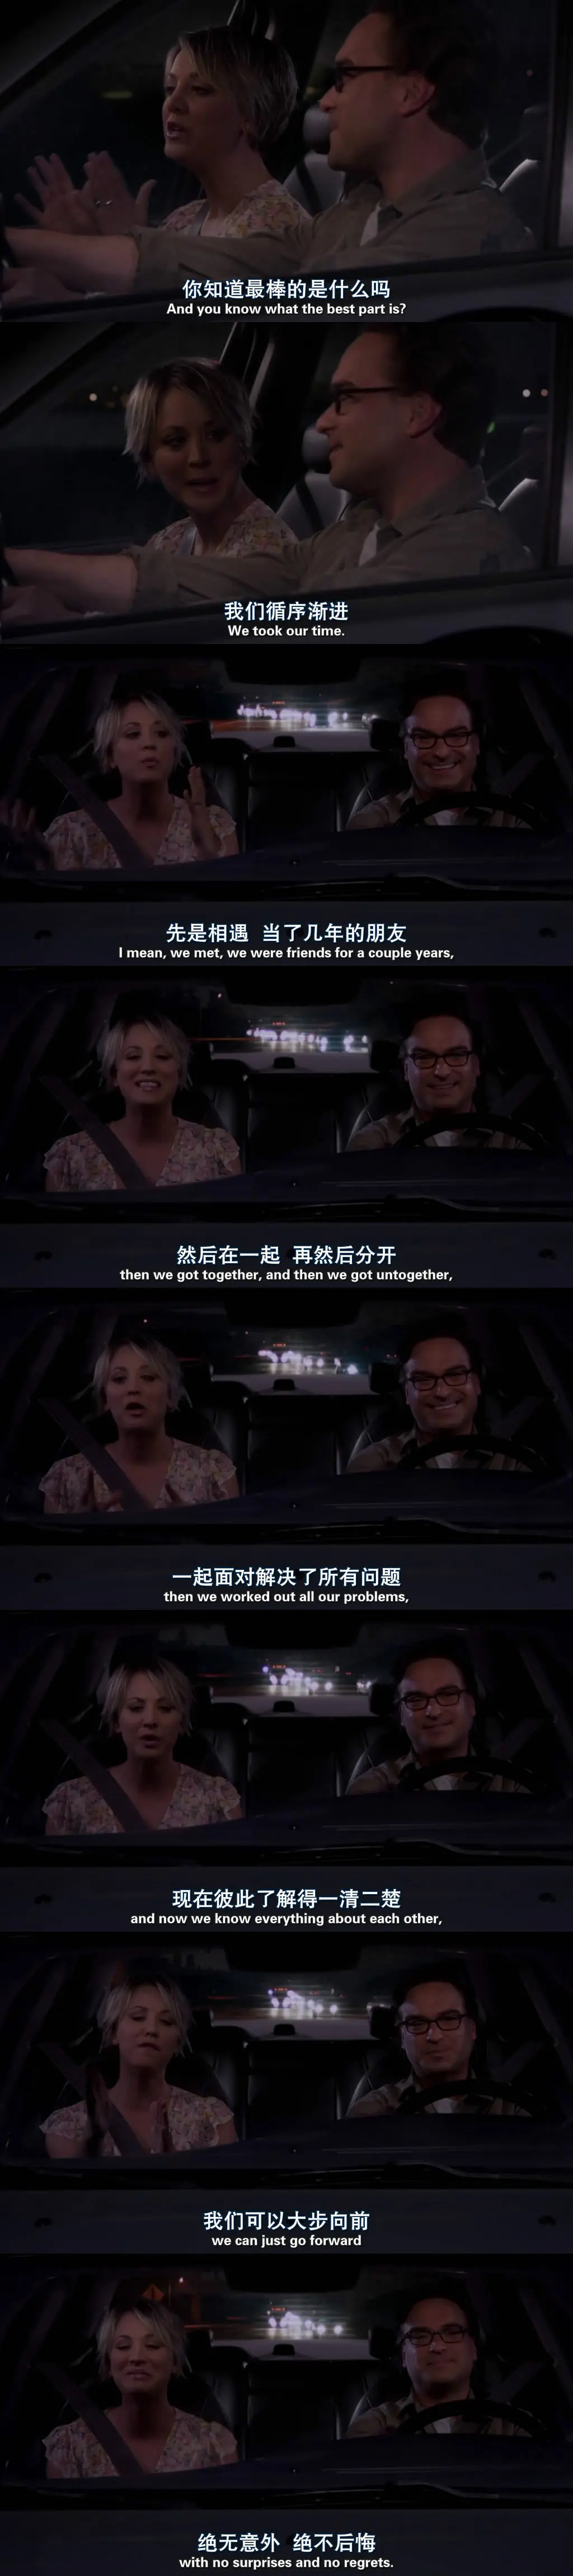 你知道最棒的是什么吗
And you know what the best part is?
我们循序渐进
We took our time.
先是相遇 当了几年的朋友
I mean, we met, we were friends for a couple years,
然后在一起 再然后分开
then we got together, and then we got untogether,
一起面对解决了所有问题
then we worked out all our problems,
现在彼此了解得一清二楚
and now we know everything about each other,
我们可以大步向前
we can just go forward
绝无意外 绝不后悔
with no surprises and no regrets.